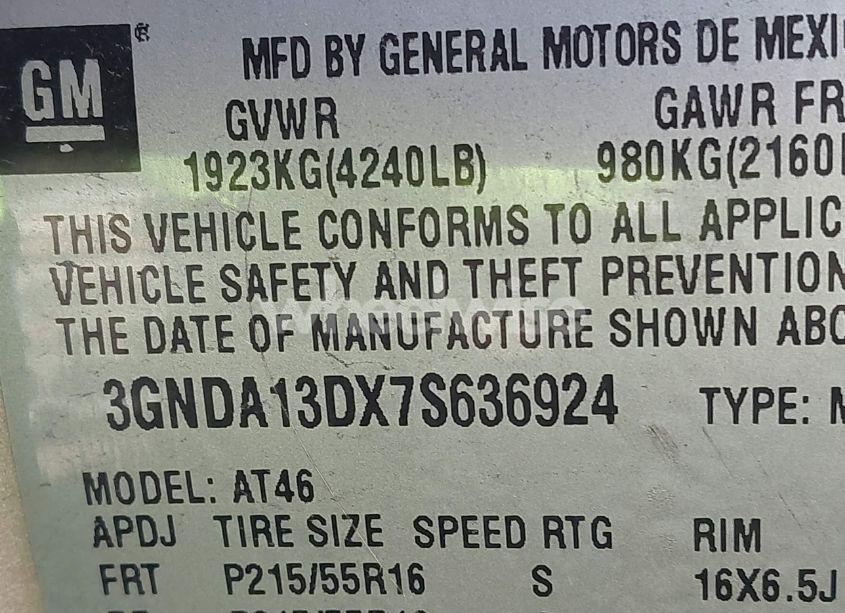 GM
MFD BY GENERAL MOTORS DE MEXI
GVWR GAWR FR
1923KG(4240LB) 980KG(2160
THIS VEHICLE CONFORMS TO ALL APPLIC
VEHICLE SAFETY AND THEFT PREVENTION
THE DATE OF MANUFACTURE SHOWN ABO
3GNDA13DX7S636924 TYPE: M
MODEL: AT46
APDJ TIRE SIZE SPEED RTG RIM
FRT P215/55R16 S 16X6.5J